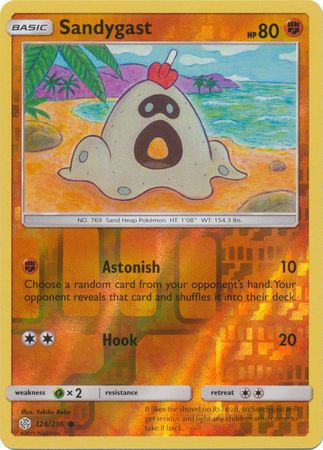 BASIC Sandygast HP 80
NO. 769 Sand Heap Pokémon HT: 1'08" WT: 154.3 lbs.
Astonish 10
Choose a random card from your opponent's hand. Your
opponent reveals that card and shuffles it into their deck.
Hook 20
weakness × 2 resistance retreat
Illus. Yukiko Baba
126/236
It likes the shovel on its head, so Sandygast will
get serious and fight any children who come to
take it back.
©2019 Pokémon